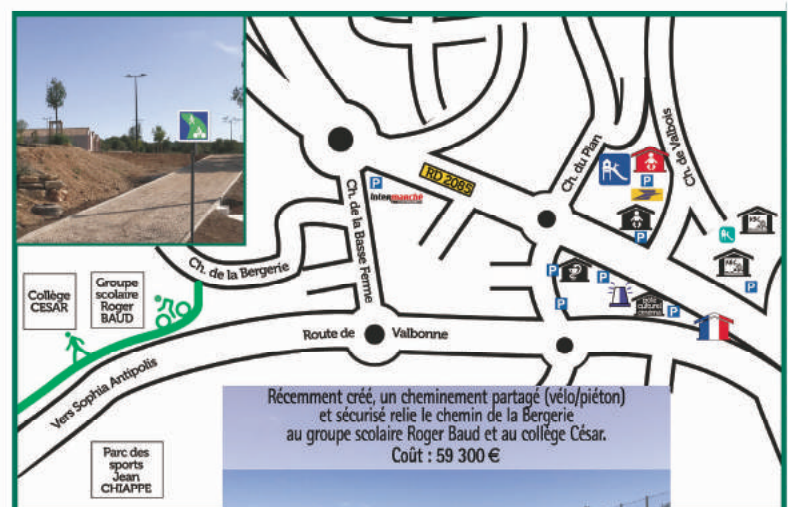 RD 2085
Ch. du Plan
Ch. de Valbois
P
Intermarché
P
P
Ch. de la Basse Ferme
Ch. de la Bergerie
Collège
CESAR
Groupe
scolaire
Roger
BAUD
P
P
P
P
P
pôle
culturel
cinéma
Route de Valbonne
Vers Sophia Antipolis
Parc des
sports
Jean
CHIAPPE
Récemment créé, un cheminement partagé (vélo/piéton)
et sécurisé relie le chemin de la Bergerie
au groupe scolaire Roger Baud et au collège César.
Coût : 59 300 €